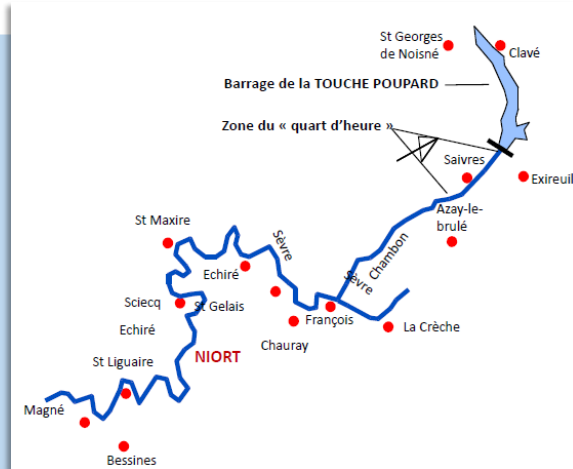 St Georges
de Noisné
Clavé
Barrage de la TOUCHE POUPARD
Zone du « quart d'heure »
Saivres
Exireuil
Azay-le-
brulé
St Maxire
Sèvre
Chambon
Echiré
Sèvre
Sciecq
St Gelais
François
Echiré
La Crèche
Chauray
St Liguaire
NIORT
Magné
Bessines